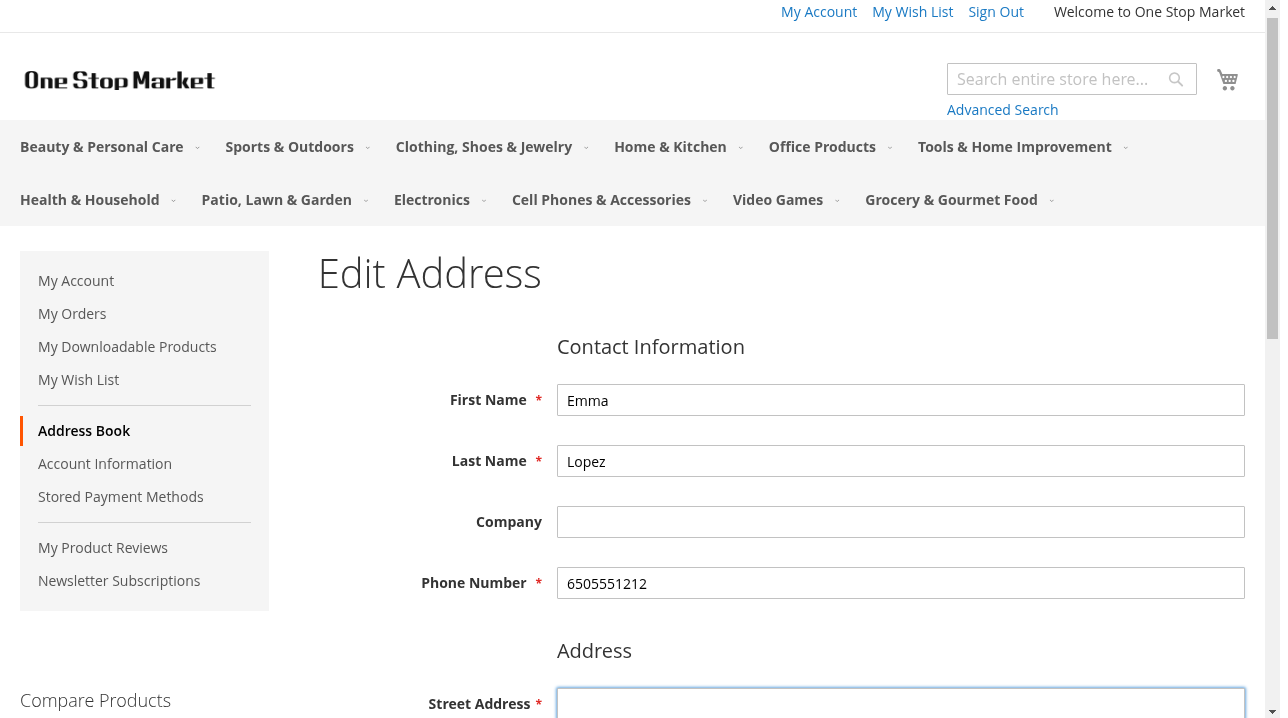 My Account My Wish List Sign Out Welcome to One Stop Market
One Stop Market
Search entire store here...
Advanced Search
Beauty & Personal Care Sports & Outdoors Clothing, Shoes & Jewelry Home & Kitchen Office Products Tools & Home Improvement
Health & Household Patio, Lawn & Garden Electronics Cell Phones & Accessories Video Games Grocery & Gourmet Food
My Account
My Orders
My Downloadable Products
My Wish List
Address Book
Account Information
Stored Payment Methods
My Product Reviews
Newsletter Subscriptions
Compare Products
Edit Address
Contact Information
First Name * Emma
Last Name * Lopez
Company
Phone Number * 6505551212
Address
Street Address *